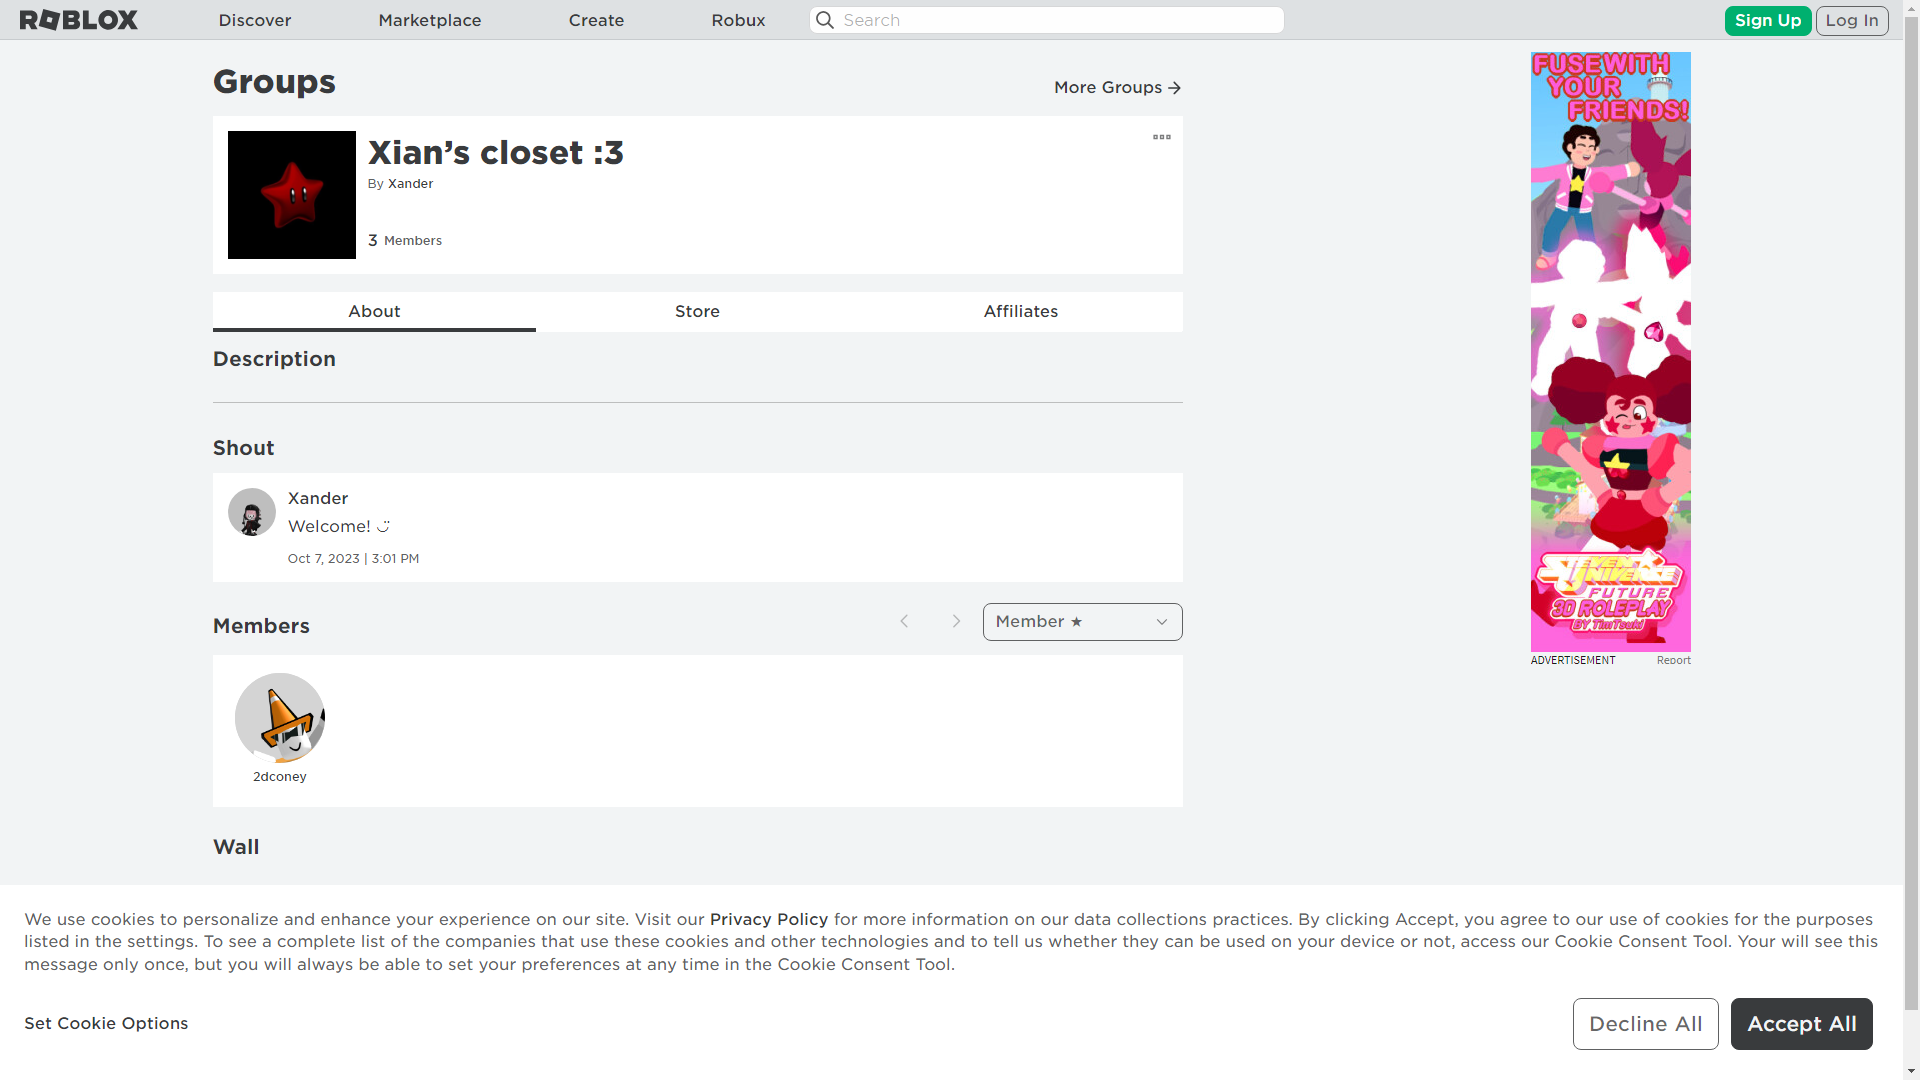 ROBLOX
Discover
Marketplace
Create
Robux
Search
Sign Up
Log In
Groups
More Groups
Xian’s closet :3
By Xander
3 Members
About
Store
Affiliates
Description
Shout
Xander
Welcome!
Oct 7, 2023 | 3:01 PM
Members
Member ★
2dconey
Wall
FUSE WITH
YOUR
FRIENDS!
STEVEN
UNIVERSE
FUTURE
3D ROLEPLAY
BY TimTsuki
ADVERTISEMENT
Report
We use cookies to personalize and enhance your experience on our site. Visit our Privacy Policy for more information on our data collections practices. By clicking Accept, you agree to our use of cookies for the purposes
listed in the settings. To see a complete list of the companies that use these cookies and other technologies and to tell us whether they can be used on your device or not, access our Cookie Consent Tool. Your will see this
message only once, but you will always be able to set your preferences at any time in the Cookie Consent Tool.
Set Cookie Options
Decline All
Accept All